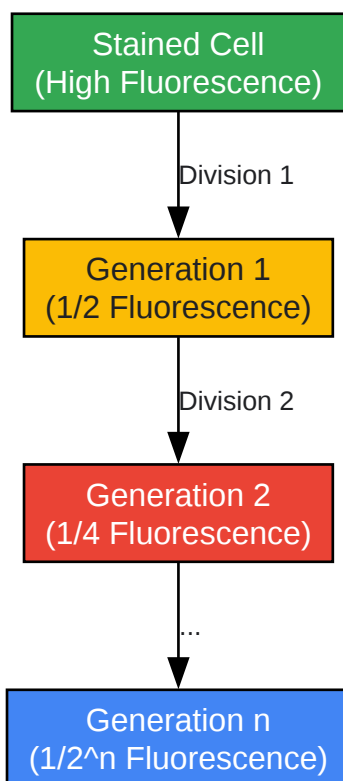 Stained Cell
(High Fluorescence)
Division 1
Generation 1
(1/2 Fluorescence)
Division 2
Generation 2
(1/4 Fluorescence)
...
Generation n
(1/2^n Fluorescence)